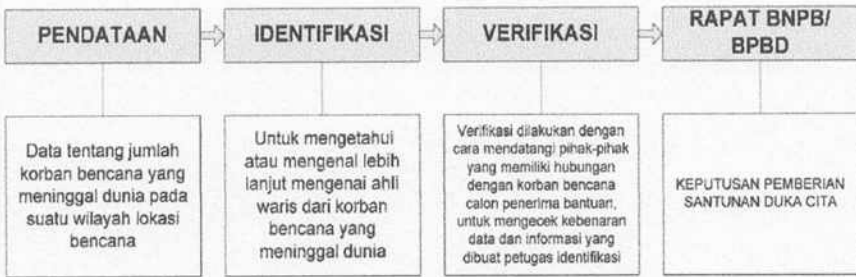 PENDATAAN
IDENTIFIKASI
VERIFIKASI
RAPAT BNPB/
BPBD
Data tentang jumlah
korban bencana yang
meninggal dunia pada
suatu wilayah lokasi
bencana
Untuk mengetahui
atau mengenal lebih
lanjut mengenai ahli
waris dari korban
bencana yang
meninggal dunia
Verifikasi dilakukan dengan
cara mendatangi pihak-pihak
yang memiliki hubungan
dengan korban bencana
calon penerima bantuan,
untuk mengecek kebenaran
data dan informasi yang
dibuat petugas identifikasi
KEPUTUSAN PEMBERIAN
SANTUNAN DUKA CITA